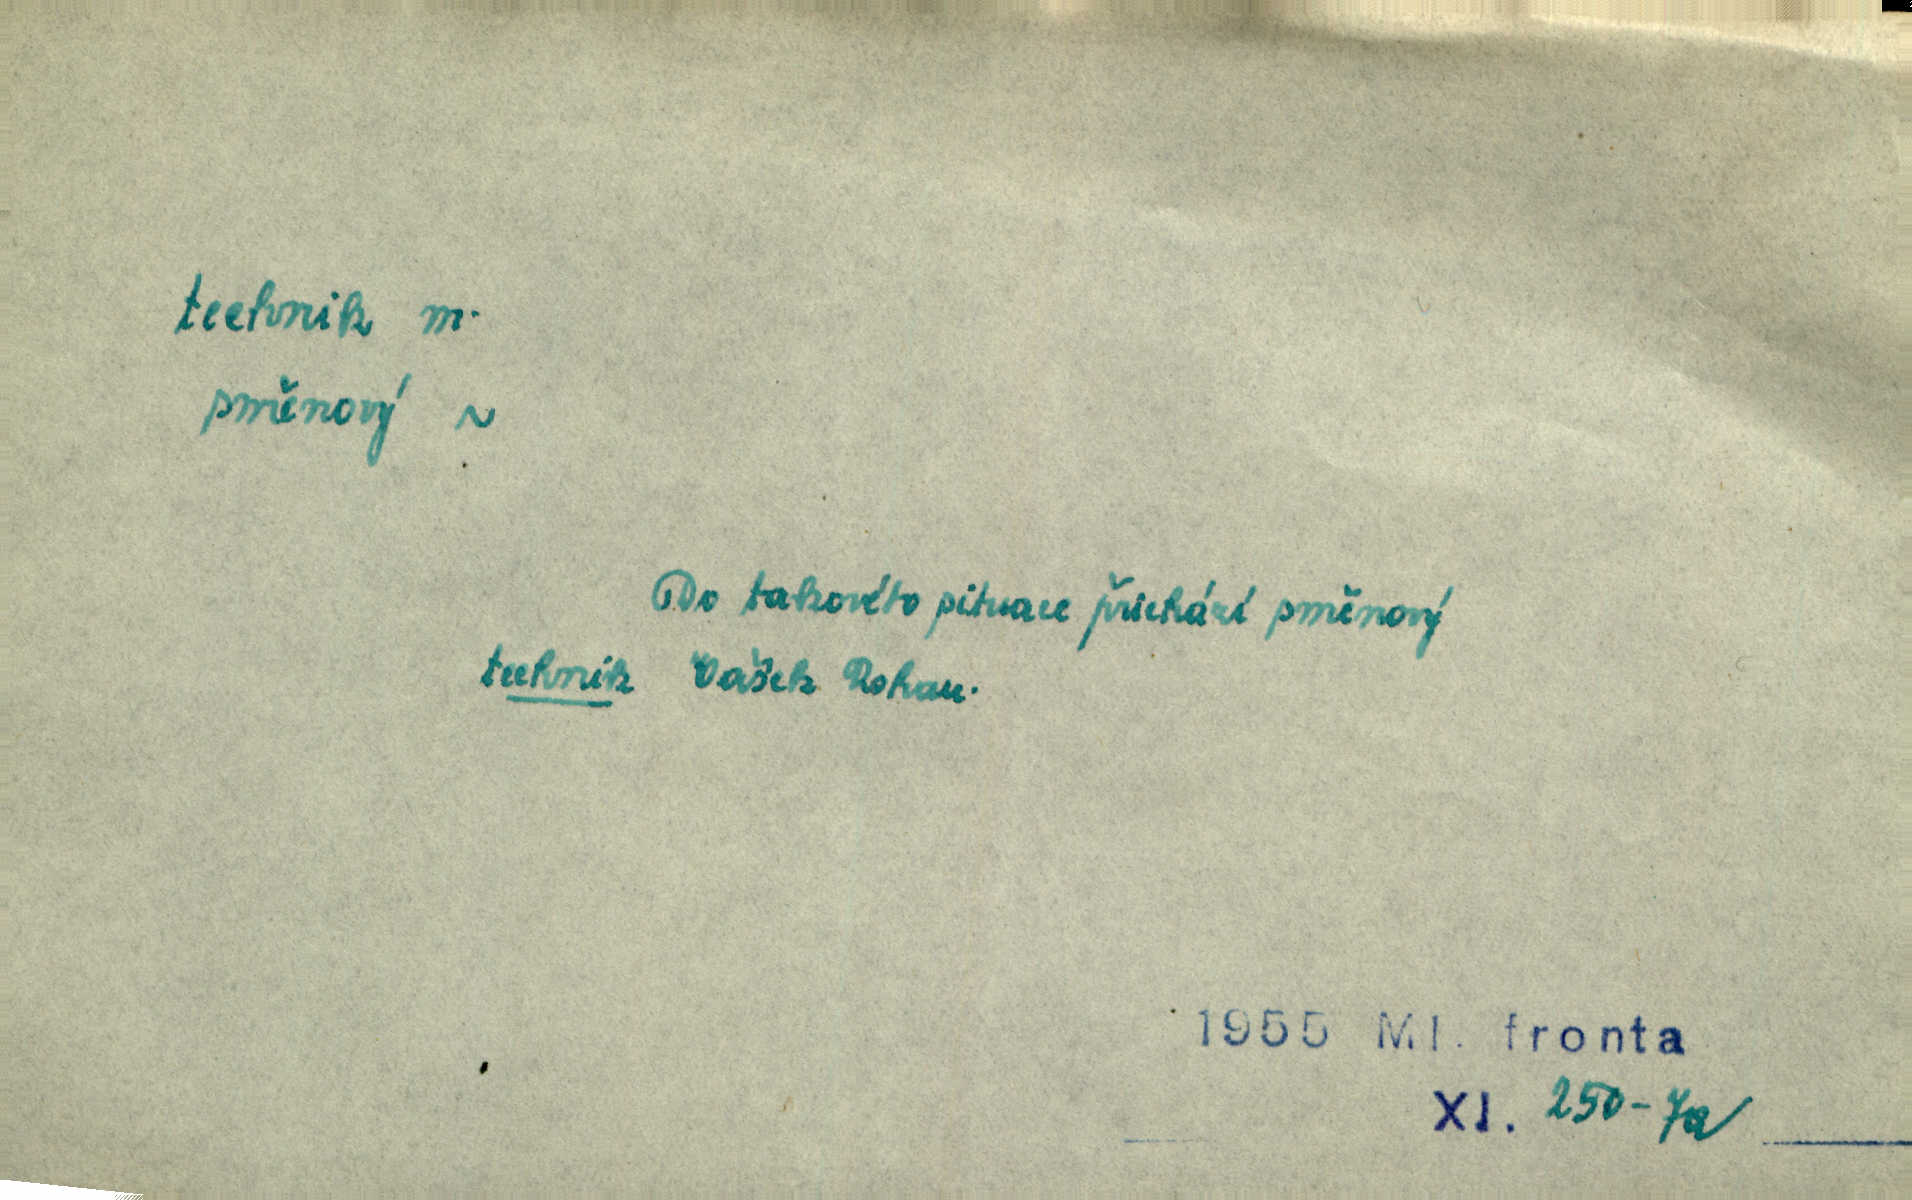 technik m.
směnový ~
Do takovéto situace přichází směnový
technik Vašek Rohan.
1955 Ml. fronta
XI. 250-7a